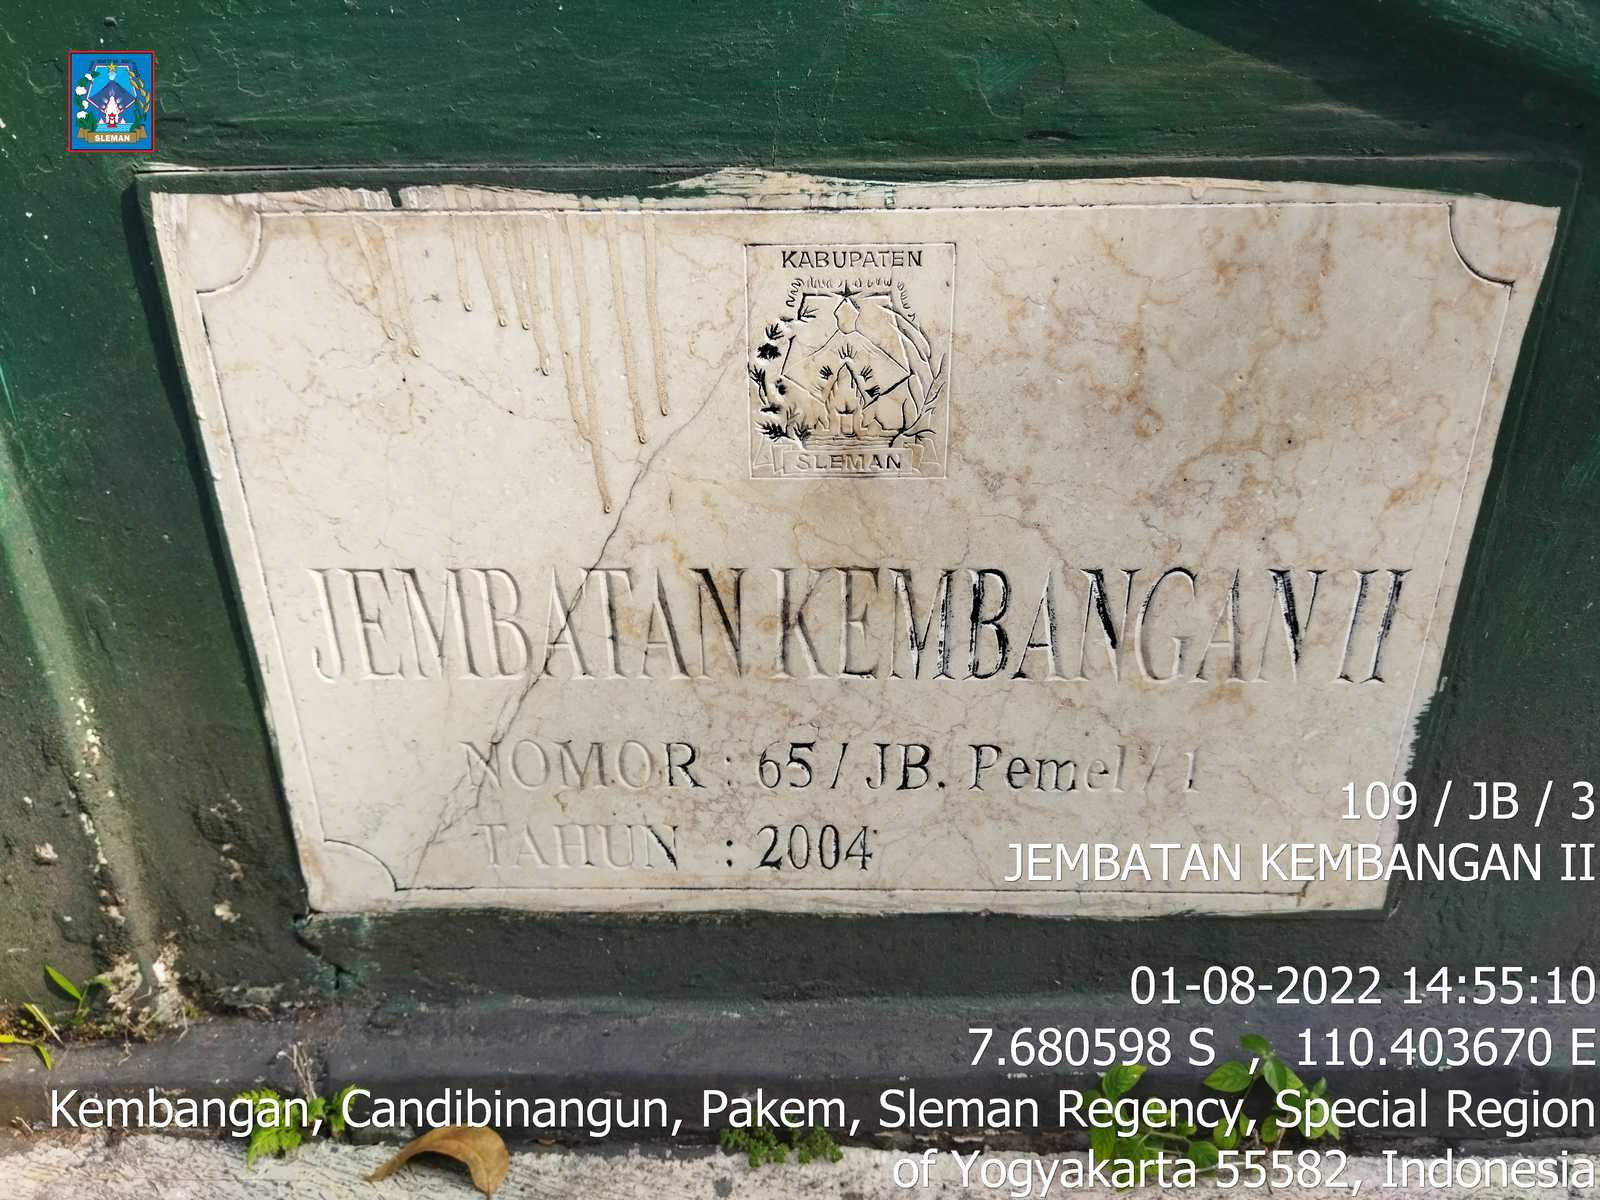 SLEMAN
KABUPATEN
SLEMAN
JEMBATAN KEMBANGAN II
NOMOR : 65 / JB. Pemel / 1
TAHUN : 2004
109 / JB / 3
JEMBATAN KEMBANGAN II
01-08-2022 14:55:10
7.680598 S , 110.403670 E
Kembangan, Candibinangun, Pakem, Sleman Regency, Special Region
of Yogyakarta 55582, Indonesia